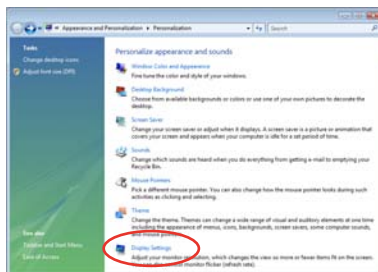 Appearance and Personalization ▸ Personalization
Search
Tasks
Change desktop icons
Adjust font size (DPI)
See also
Taskbar and Start Menu
Ease of Access
Personalize appearance and sounds
Window Color and Appearance
Fine tune the color and style of your windows.
Desktop Background
Choose from available backgrounds or colors or use one of your own pictures to decorate the
desktop.
Screen Saver
Change your screen saver or adjust when it displays. A screen saver is a picture or animation that
covers your screen and appears when your computer is idle for a set period of time.
Sounds
Change which sounds are heard when you do everything from getting e-mail to emptying your
Recycle Bin.
Mouse Pointers
Pick a different mouse pointer. You can also change how the mouse pointer looks during such
activities as clicking and selecting.
Theme
Change the theme. Themes can change a wide range of visual and auditory elements at one time
including the appearance of menus, icons, backgrounds, screen savers, some computer sounds,
and mouse pointers.
Display Settings
Adjust your monitor resolution, which changes the view so more or fewer items fit on the screen.
You can also control monitor flicker (refresh rate).